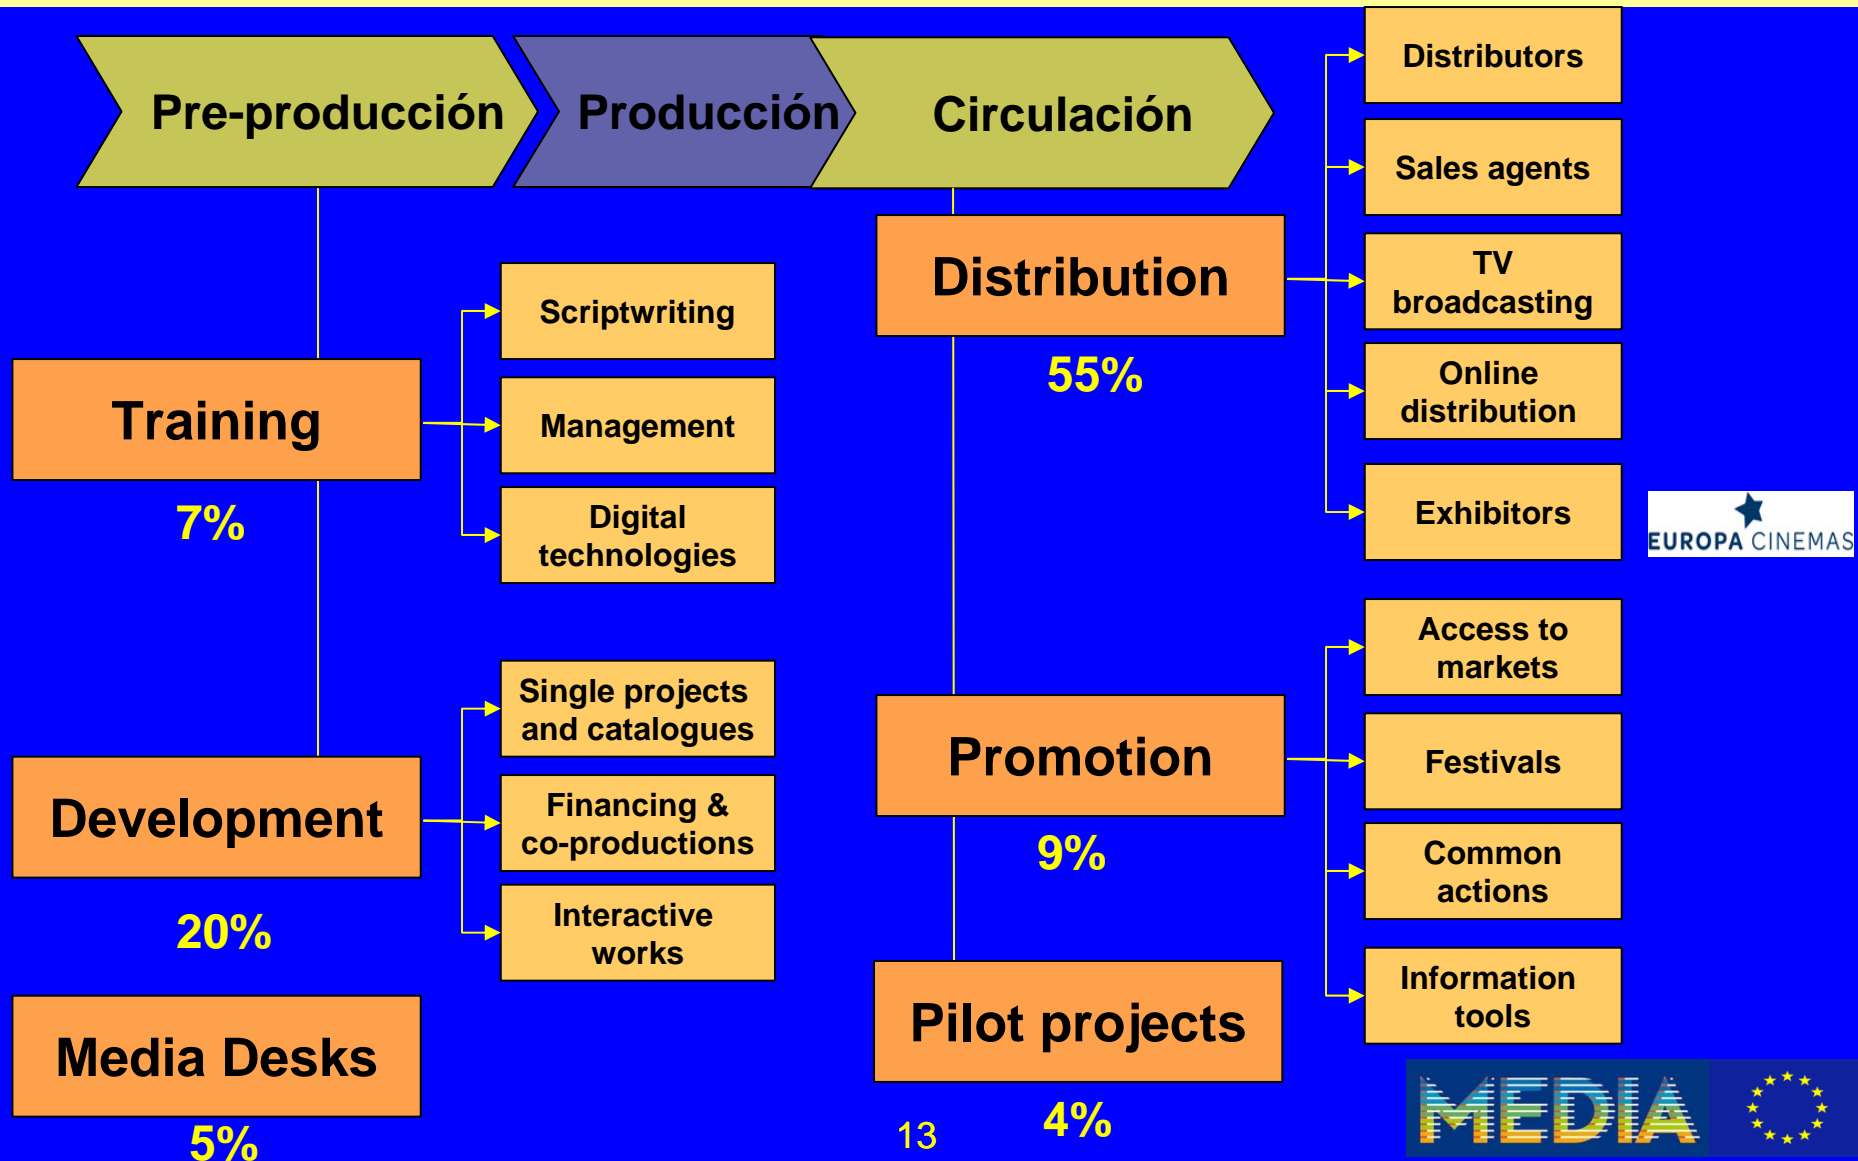 Pre-producción
Producción
Circulación
Training
7%
Scriptwriting
Management
Digital
technologies
Development
20%
Single projects
and catalogues
Financing &
co-productions
Interactive
works
Media Desks
5%
Distribution
55%
Distributors
Sales agents
TV
broadcasting
Online
distribution
Exhibitors
EUROPA CINEMAS
Promotion
9%
Access to
markets
Festivals
Common
actions
Information
tools
Pilot projects
4%
13
MEDIA